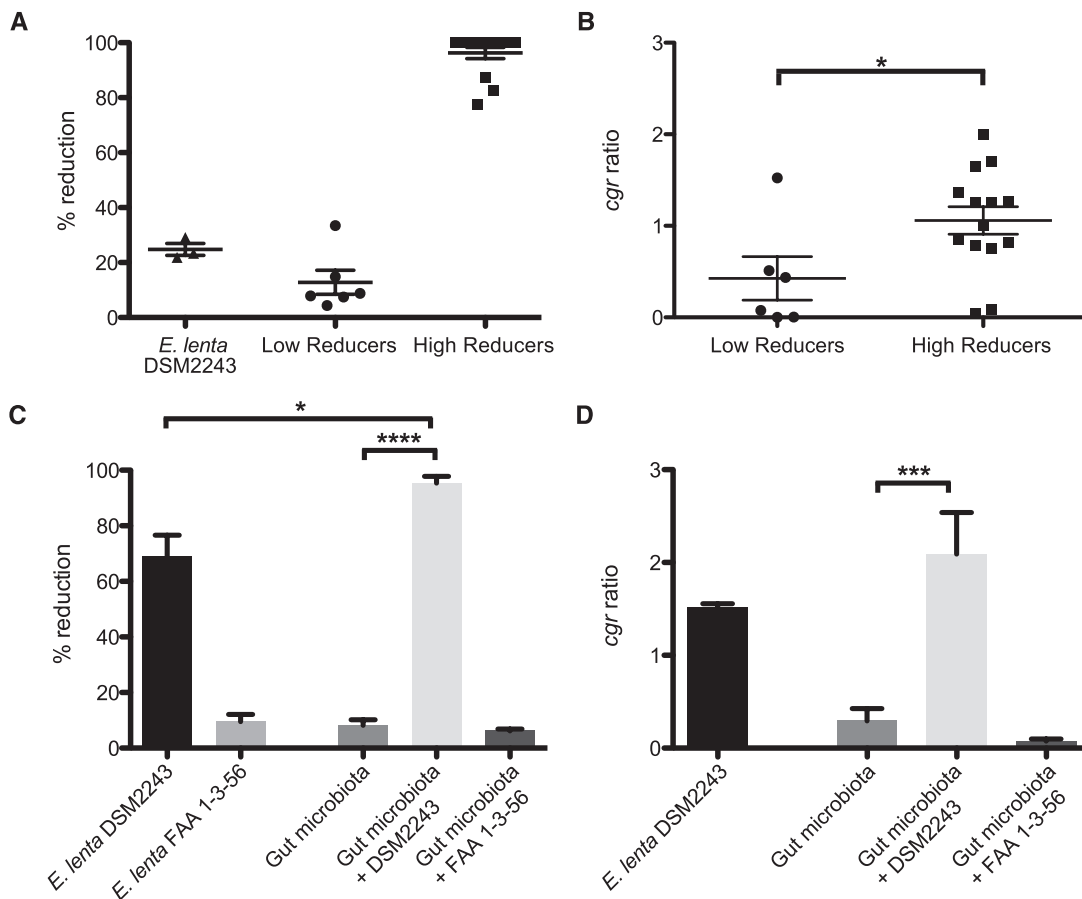 A
% reduction
100
80
60
40
20
0
E. lenta
DSM2243
Low Reducers
High Reducers
B
cgr ratio
3
2
1
0
*
Low Reducers
High Reducers
C
% reduction
100
80
60
40
20
0
*
****
E. lenta DSM2243
E. lenta FAA 1-3-56
Gut microbiota
Gut microbiota
+ DSM2243
Gut microbiota
+ FAA 1-3-56
D
cgr ratio
3
2
1
0
***
E. lenta DSM2243
Gut microbiota
Gut microbiota
+ DSM2243
Gut microbiota
+ FAA 1-3-56